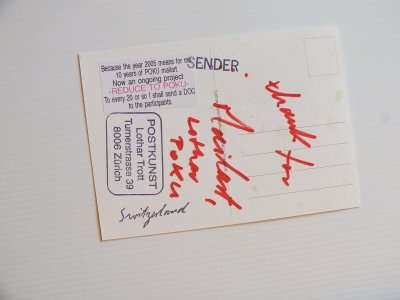 Because the year 2005 means for me
10 years of POKU mailart
Now an ongoing project
-REDUCE TO POKU-
To every 20 or so I shall send a DOC
to the participants.
SENDER
POSTKUNST
Lothar Trott
Turnerstrasse 39
8006 Zürich
Switzerland
thank for
Mailart,
Lothar
POKU